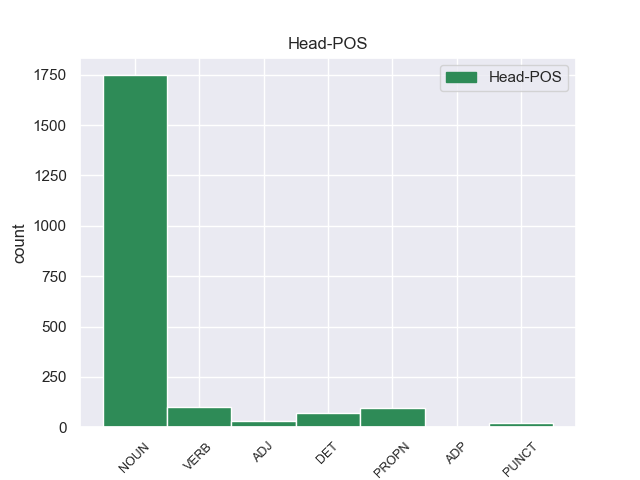 Head-POS
Head-POS
1750
1500
1250
1000
750
500
250
0
count
NOUN
VERB
ADJ
DET
PROPN
ADP
PUNCT